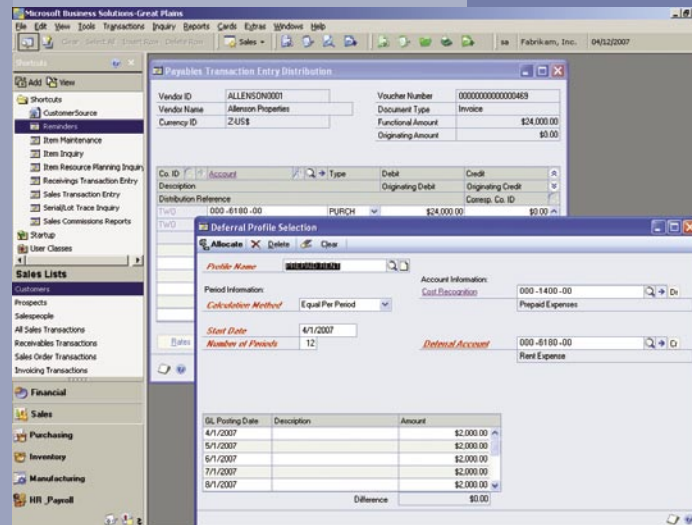 Microsoft Business Solutions-Great Plains
File Edit View Tools Transactions Inquiry Reports Cards Extras Windows Help
Clear Select All Insert Row Delete Row Sales sa Fabrikam, Inc. 04/12/2007
Shortcuts
Add View
Shortcuts
CustomerSource
Reminders
Item Maintenance
Item Inquiry
Item Resource Planning Inquiry
Receivings Transaction Entry
Sales Transaction Entry
Serial/Lot Trace Inquiry
Sales Commissions Reports
Startup
User Classes
Sales Lists
Customers
Prospects
Salespeople
All Sales Transactions
Receivables Transactions
Sales Order Transactions
Invoicing Transactions
Financial
Sales
Purchasing
Inventory
Manufacturing
HR_Payroll
Payables Transaction Entry Distribution
Vendor ID ALLENSON0001 Voucher Number 00000000000000469
Vendor Name Allenson Properties Document Type Invoice
Currency ID Z-US$ Functional Amount $24,000.00
Originating Amount $0.00
Co. ID Account Type Debit Credit
Description Originating Debit Originating Credit
Distribution Reference Corresp. Co. ID
TWO 000-6180-00 PURCH $24,000.00 $0.00
TWO
Rates
Deferral Profile Selection
Allocate Delete Clear
Profile Name PREPAID RENT
Account Information:
Period Information: Cost Recognition 000-1400-00 Dr
Calculation Method Equal Per Period Prepaid Expenses
Start Date 4/1/2007
Number of Periods 12 Deferral Account 000-6180-00 Cr
Rent Expense
GL Posting Date Description Amount
4/1/2007 $2,000.00
5/1/2007 $2,000.00
6/1/2007 $2,000.00
7/1/2007 $2,000.00
8/1/2007 $2,000.00
Difference $0.00